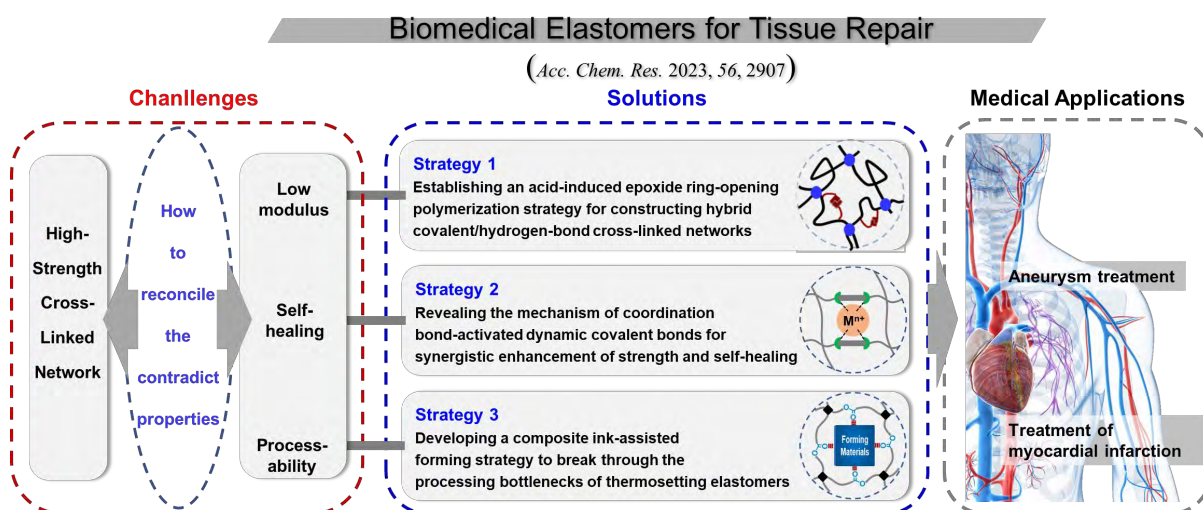 Biomedical Elastomers for Tissue Repair
(Acc. Chem. Res. 2023, 56, 2907)
Chanllenges
Solutions
Medical Applications
High-
Strength
Cross-
Linked
Network
How
to
reconcile
the
contradict
properties
Low
modulus
Self-
healing
Process-
ability
Strategy 1
Establishing an acid-induced epoxide ring-opening
polymerization strategy for constructing hybrid
covalent/hydrogen-bond cross-linked networks
Strategy 2
Revealing the mechanism of coordination
bond-activated dynamic covalent bonds for
synergistic enhancement of strength and self-healing
Mⁿ⁺
Strategy 3
Developing a composite ink-assisted
forming strategy to break through the
processing bottlenecks of thermosetting elastomers
Forming
Materials
Aneurysm treatment
Treatment of
myocardial infarction